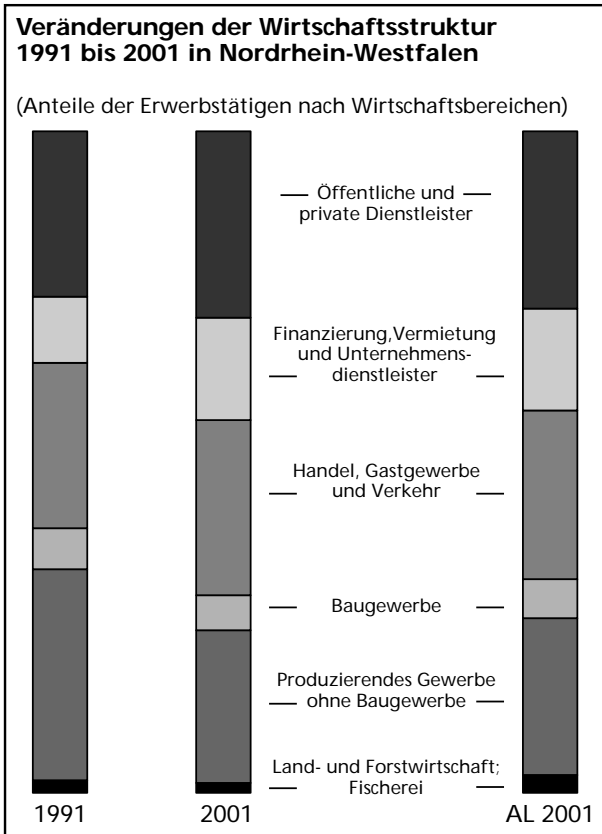 Veränderungen der Wirtschaftsstruktur
1991 bis 2001 in Nordrhein-Westfalen
(Anteile der Erwerbstätigen nach Wirtschaftsbereichen)
Öffentliche und
private Dienstleister
Finanzierung,Vermietung
und Unternehmens-
dienstleister
Handel, Gastgewerbe
und Verkehr
Baugewerbe
Produzierendes Gewerbe
ohne Baugewerbe
Land- und Forstwirtschaft;
Fischerei
1991
2001
AL 2001